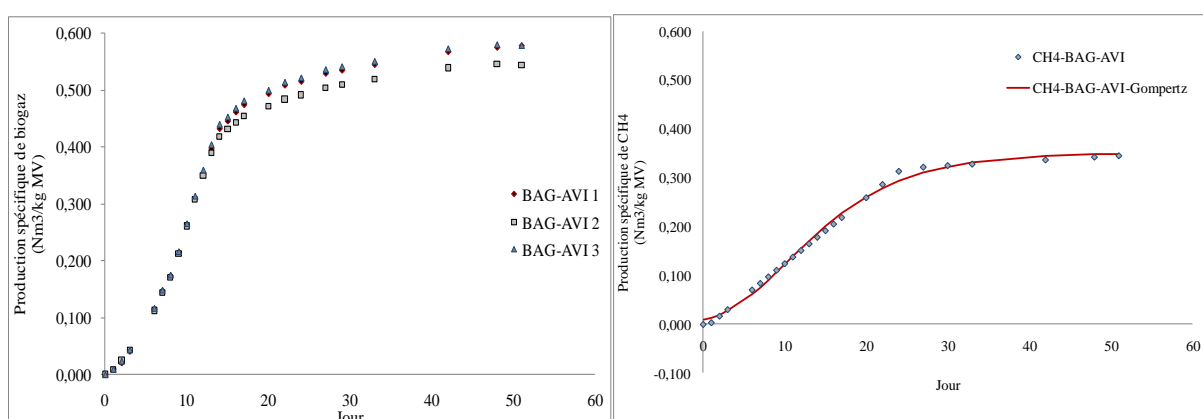 Production spécifique de biogaz
(Nm3/kg MV)
0,600
0,500
0,400
0,300
0,200
0,100
0,000
0
10
20
30
40
50
60
Jour
BAG-AVI 1
BAG-AVI 2
BAG-AVI 3
Production spécifique de CH4
(Nm3/kg MV)
0,600
0,500
0,400
0,300
0,200
0,100
0,000
-0,100
0
10
20
30
40
50
60
Jour
CH4-BAG-AVI
CH4-BAG-AVI-Gompertz